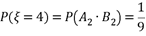 P(ξ = 4) = P(A₂ · B₂) = 1/9